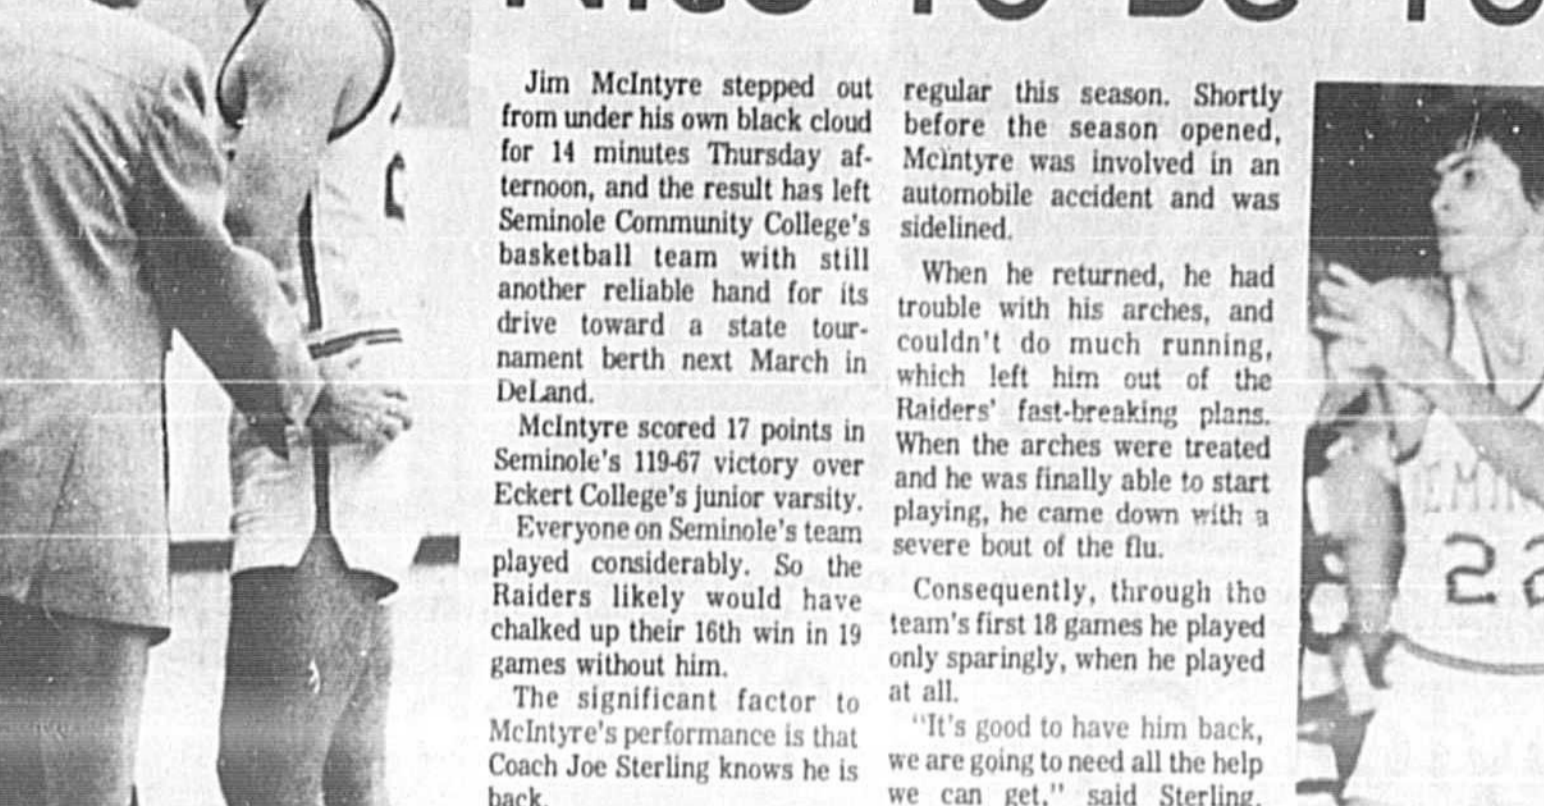 Jim McIntyre stepped out
from under his own black cloud
for 14 minutes Thursday af-
ternoon, and the result has left
Seminole Community College's
basketball team with still
another reliable hand for its
drive toward a state tour-
nament berth next March in
DeLand.
McIntyre scored 17 points in
Seminole's 119-67 victory over
Eckert College's junior varsity.
Everyone on Seminole's team
played considerably. So the
Raiders likely would have
chalked up their 16th win in 19
games without him.
The significant factor to
McIntyre's performance is that
Coach Joe Sterling knows he is
back.
regular this season. Shortly
before the season opened,
McIntyre was involved in an
automobile accident and was
sidelined.
When he returned, he had
trouble with his arches, and
couldn't do much running,
which left him out of the
Raiders' fast-breaking plans.
When the arches were treated
and he was finally able to start
playing, he came down with a
severe bout of the flu.
Consequently, through the
team's first 18 games he played
only sparingly, when he played
at all.
"It's good to have him back,
we are going to need all the help
we can get," said Sterling.